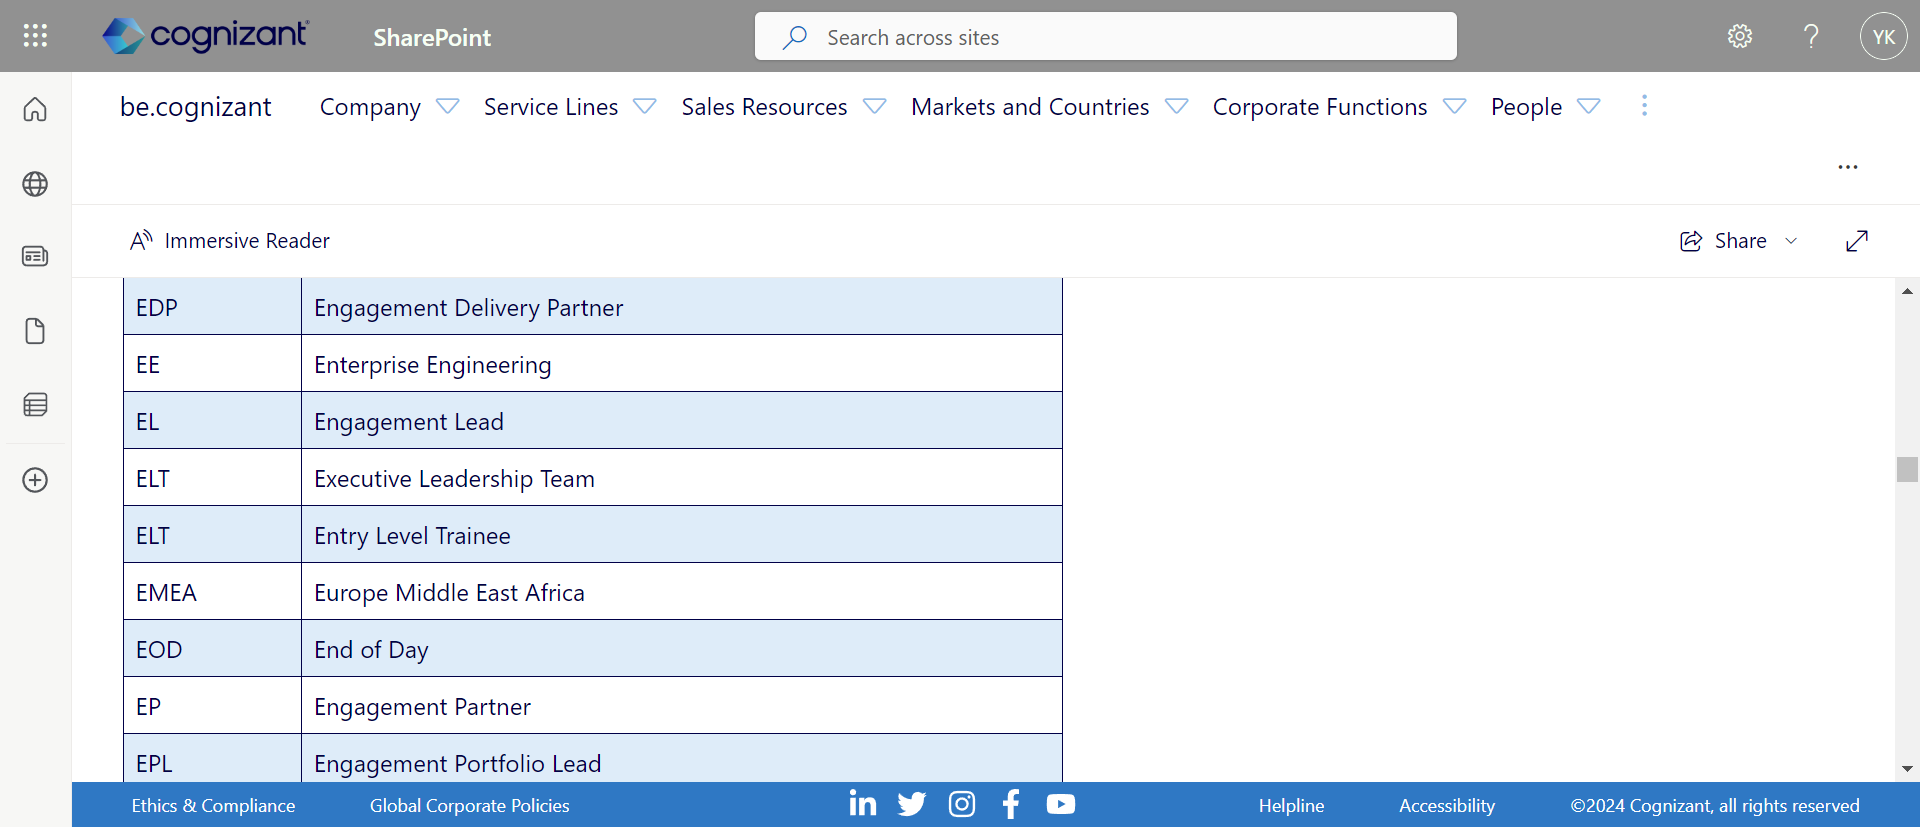 cognizant
SharePoint
Search across sites
YK
be.cognizant
Company
Service Lines
Sales Resources
Markets and Countries
Corporate Functions
People
Immersive Reader
Share
EDP Engagement Delivery Partner
EE Enterprise Engineering
EL Engagement Lead
ELT Executive Leadership Team
ELT Entry Level Trainee
EMEA Europe Middle East Africa
EOD End of Day
EP Engagement Partner
EPL Engagement Portfolio Lead
Ethics & Compliance
Global Corporate Policies
Helpline
Accessibility
©2024 Cognizant, all rights reserved